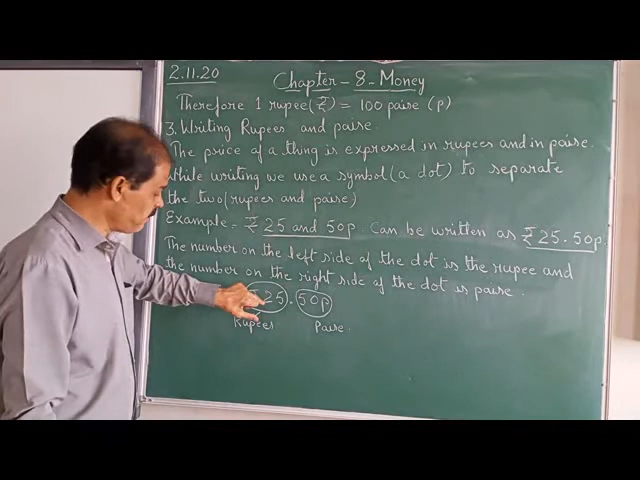 2.11.20
Chapter - 8 - Money
Therefore 1 rupee(₹) = 100 paise (p)
3. Writing Rupees and paise.
The price of a thing is expressed in rupees and in paise.
While writing we use a symbol (a dot) to separate
the two (rupees and paise)
Example - ₹ 25 and 50p. Can be written as ₹ 25.50p.
The number on the left side of the dot is the rupee and
the number on the right side of the dot is paise.
25 . 50p
Rupees Paise.